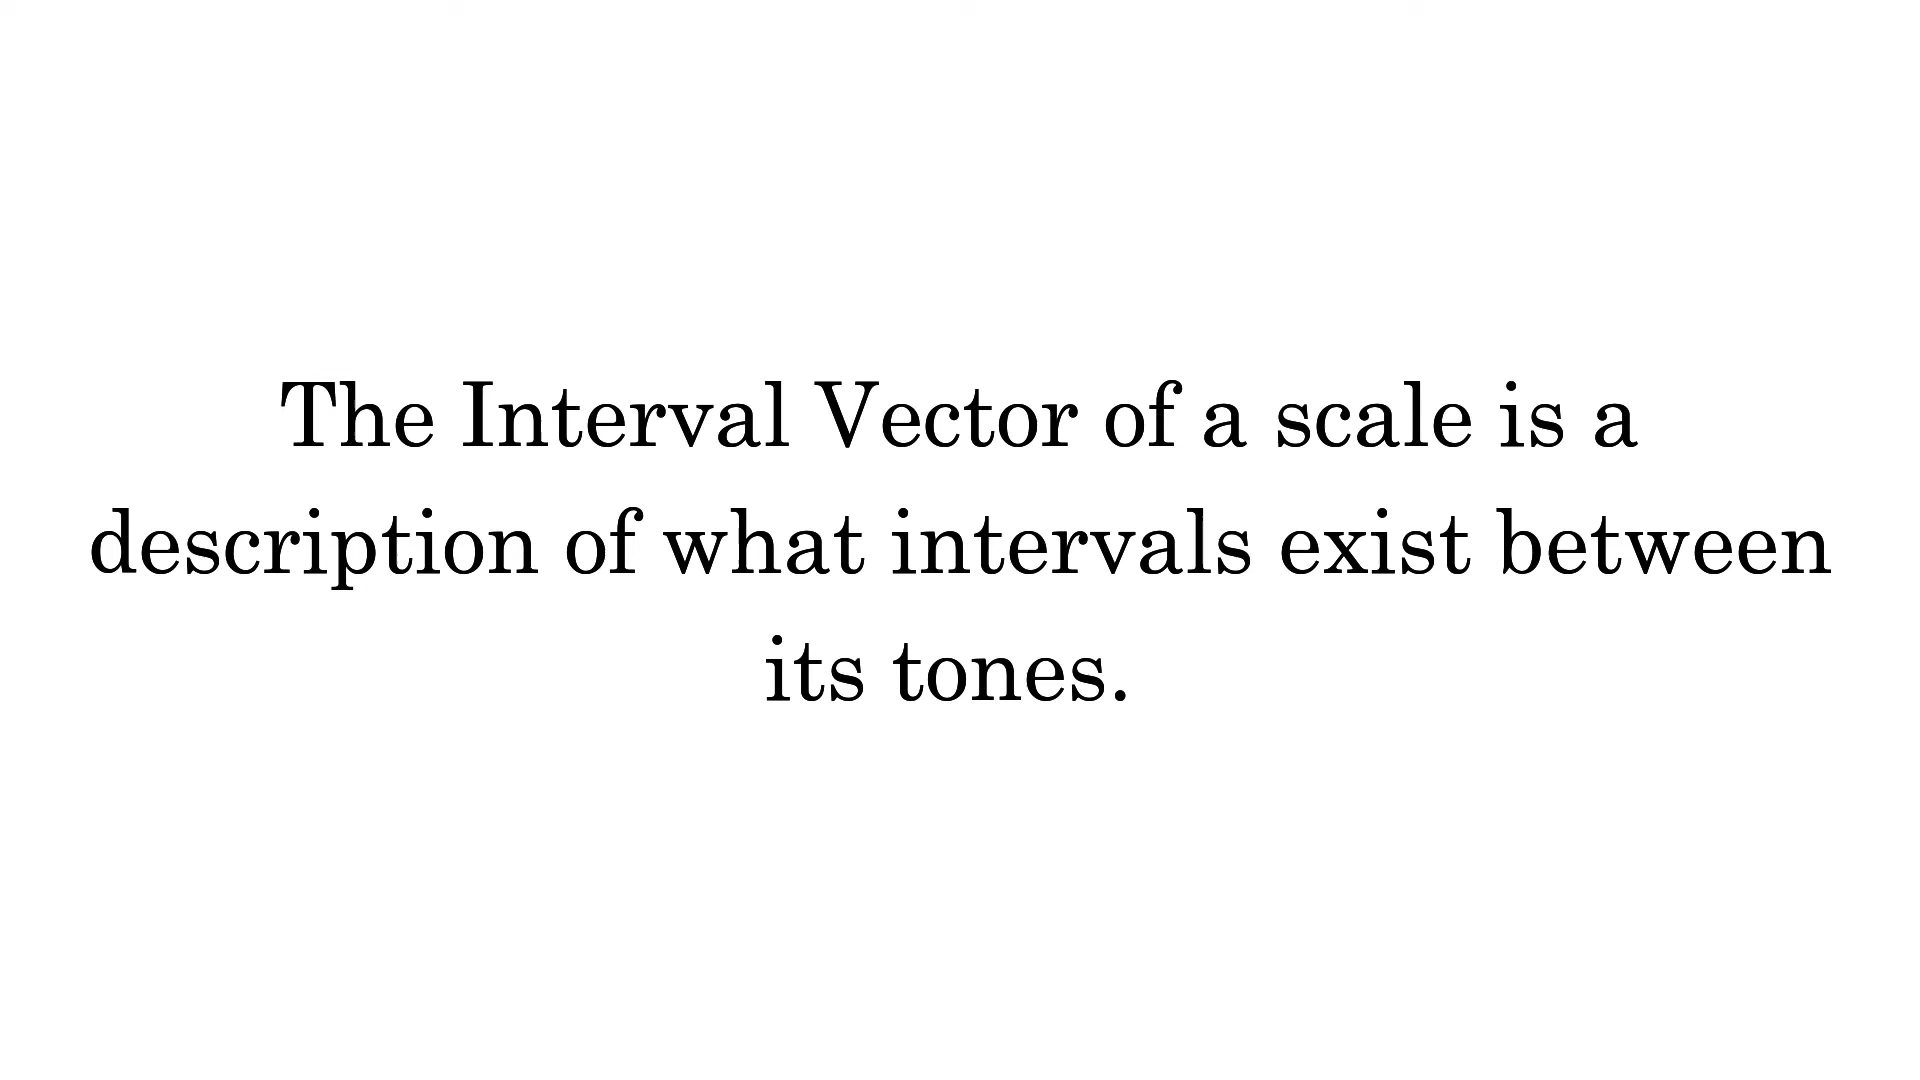 The Interval Vector of a scale is a
description of what intervals exist between
its tones.